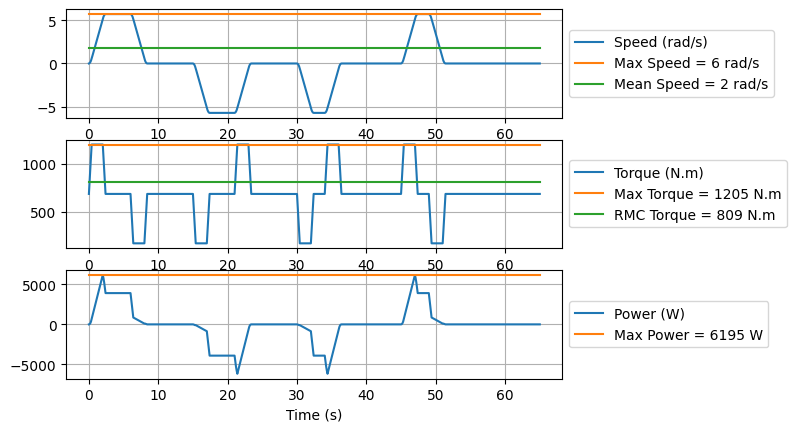 5
0
−5
0 10 20 30 40 50 60
Speed (rad/s)
Max Speed = 6 rad/s
Mean Speed = 2 rad/s
1000
500
0 10 20 30 40 50 60
Torque (N.m)
Max Torque = 1205 N.m
RMC Torque = 809 N.m
5000
0
−5000
0 10 20 30 40 50 60
Time (s)
Power (W)
Max Power = 6195 W